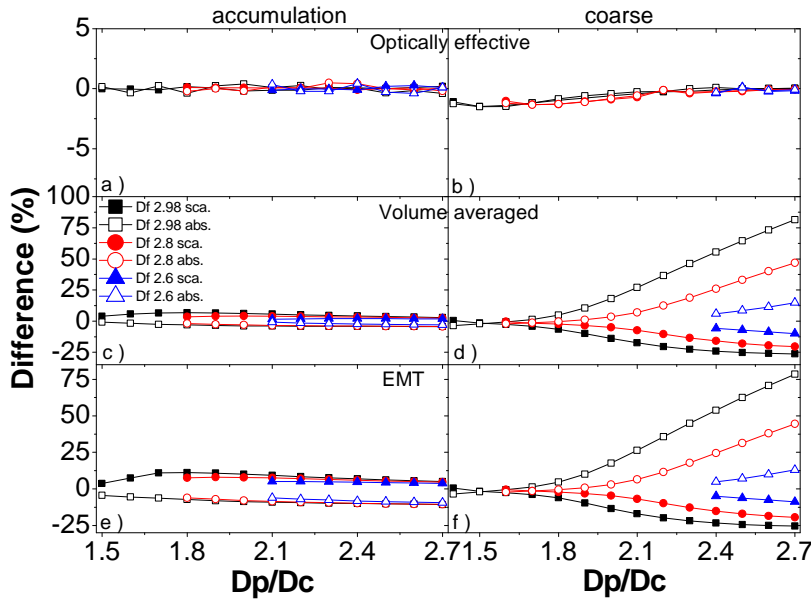 accumulation coarse
5
Optically effective
0
-5
a ) b )
100
Volume averaged
Df 2.98 sca.
75
Df 2.98 abs.
Df 2.8 sca.
50
Df 2.8 abs.
Df 2.6 sca.
25
Df 2.6 abs.
0
-25
c ) d )
Difference (%)
EMT
75
50
25
0
-25
e ) f )
1.5 1.8 2.1 2.4 2.7 1.5 1.8 2.1 2.4 2.7
Dp/Dc Dp/Dc